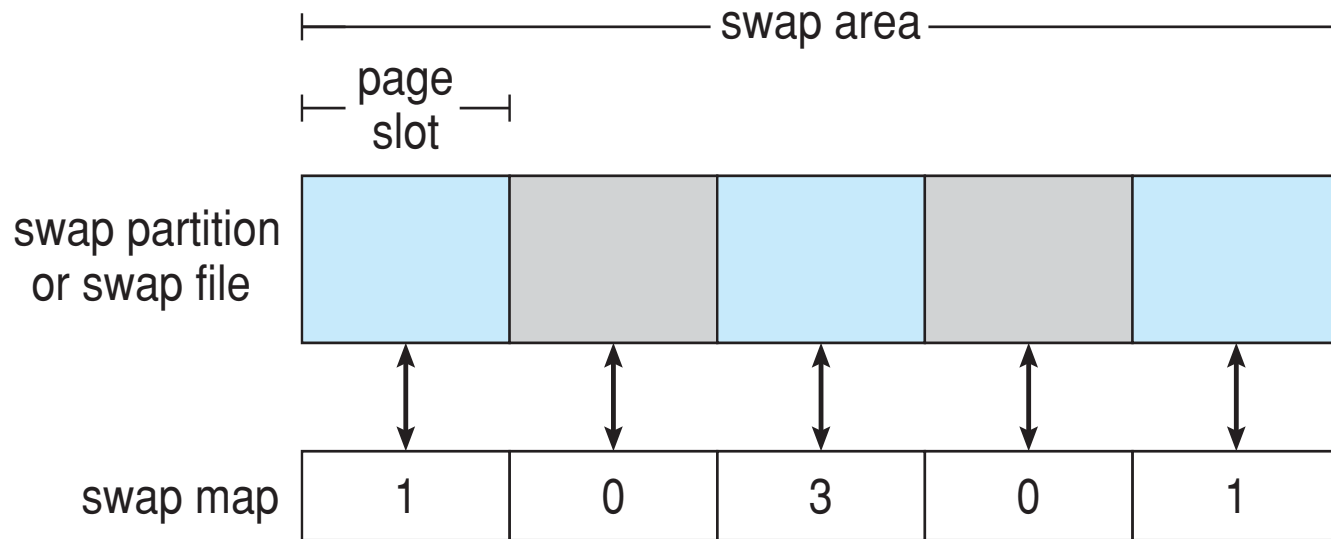 swap area
page
slot
swap partition
or swap file
swap map 1 0 3 0 1